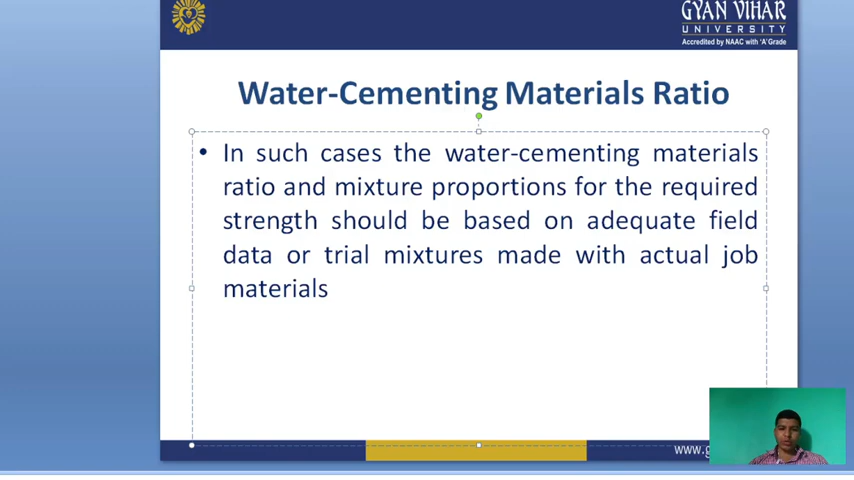 GYAN VIHAR
UNIVERSITY
Accredited by NAAC with 'A' Grade
Water-Cementing Materials Ratio
• In such cases the water-cementing materials
ratio and mixture proportions for the required
strength should be based on adequate field
data or trial mixtures made with actual job
materials
www.g